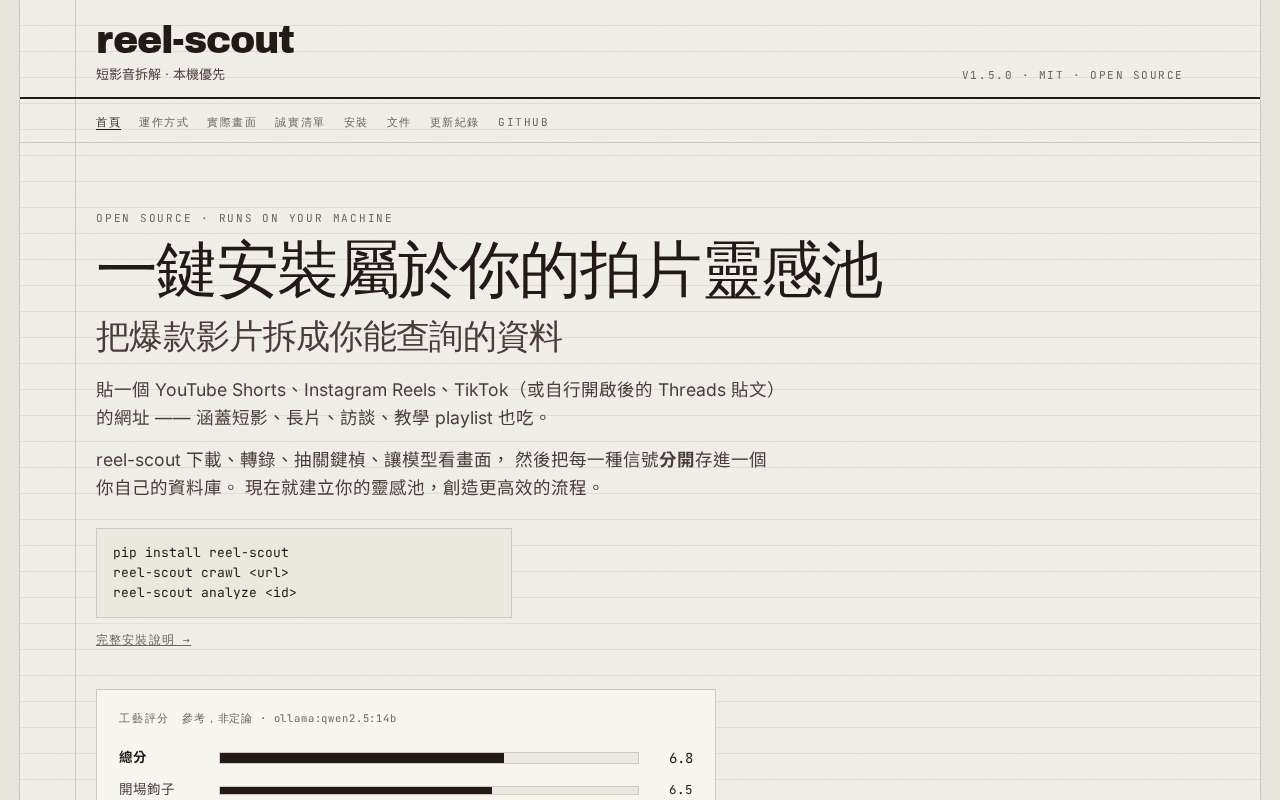 reel-scout
短影音拆解 · 本機優先
V1.5.0 · MIT · OPEN SOURCE
首頁 運作方式 實際畫面 誠實清單 安裝 文件 更新紀錄 GITHUB
OPEN SOURCE · RUNS ON YOUR MACHINE
一鍵安裝屬於你的拍片靈感池
把爆款影片拆成你能查詢的資料
貼一個 YouTube Shorts、Instagram Reels、TikTok（或自行開啟後的 Threads 貼文）
的網址 —— 涵蓋短影、長片、訪談、教學 playlist 也吃。
reel-scout 下載、轉錄、抽關鍵楨、讓模型看畫面， 然後把每一種信號分開存進一個
你自己的資料庫。 現在就建立你的靈感池，創造更高效的流程。
pip install reel-scout
reel-scout crawl <url>
reel-scout analyze <id>
完整安裝說明 →
工藝評分 參考，非定論 · ollama:qwen2.5:14b
總分 6.8
開場鉤子 6.5